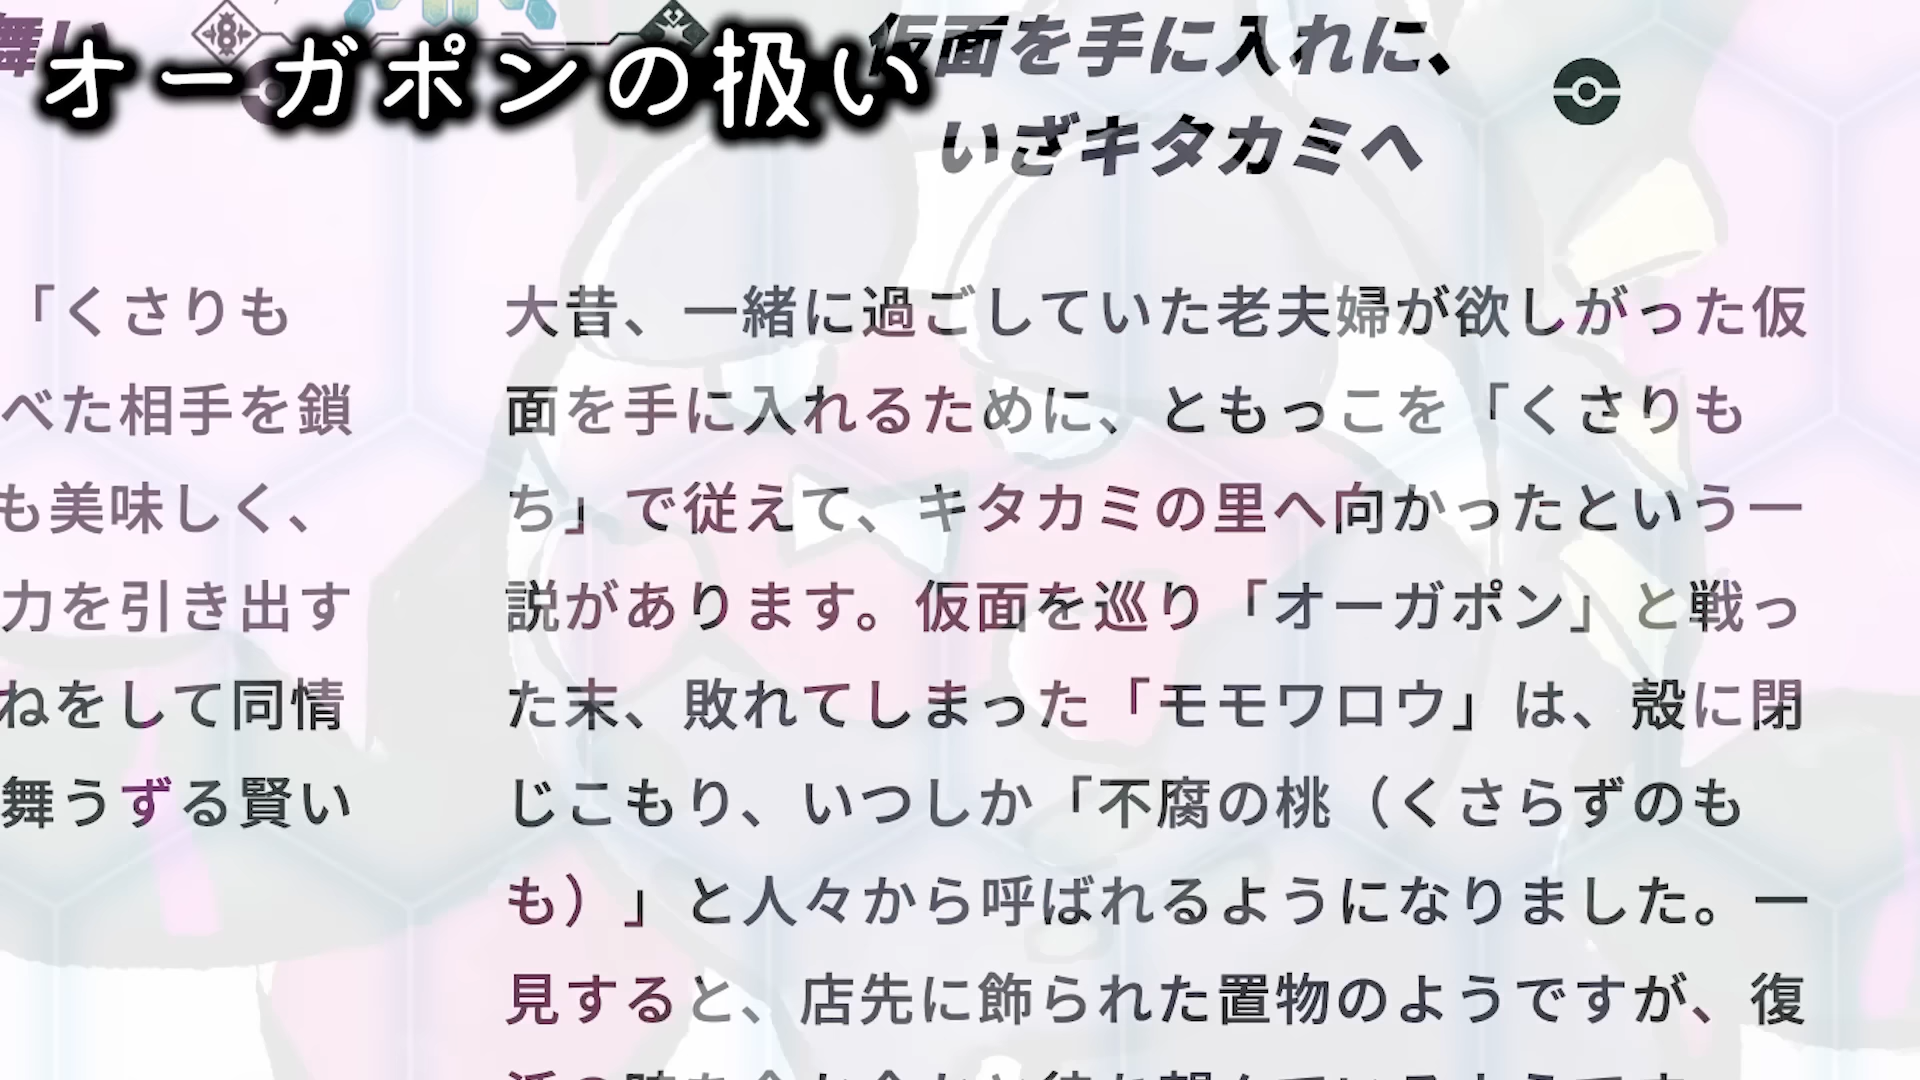 舞い
オーガポンの扱い
仮面を手に入れに、
いざキタカミへ
「くさりも
べた相手を鎖
も美味しく、
力を引き出す
ねをして同情
舞うずる賢い
大昔、一緒に過ごしていた老夫婦が欲しがった仮
面を手に入れるために、ともっこを「くさりも
ち」で従えて、キタカミの里へ向かったという一
説があります。仮面を巡り「オーガポン」と戦っ
た末、敗れてしまった「モモワロウ」は、殻に閉
じこもり、いつしか「不腐の桃（くさらずのも
も）」と人々から呼ばれるようになりました。一
見すると、店先に飾られた置物のようですが、復